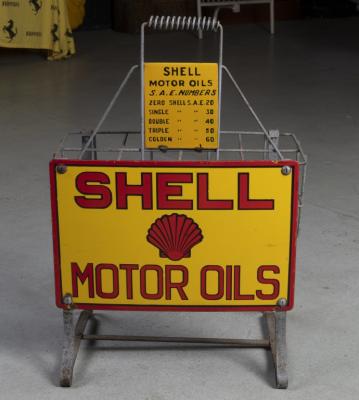 SHELL
MOTOR OILS
S.A.E. NUMBERS
ZERO SHELL S.A.E. 20
SINGLE " " 30
DOUBLE " " 40
TRIPLE " " 50
GOLDEN " " 60
SHELL
MOTOR OILS